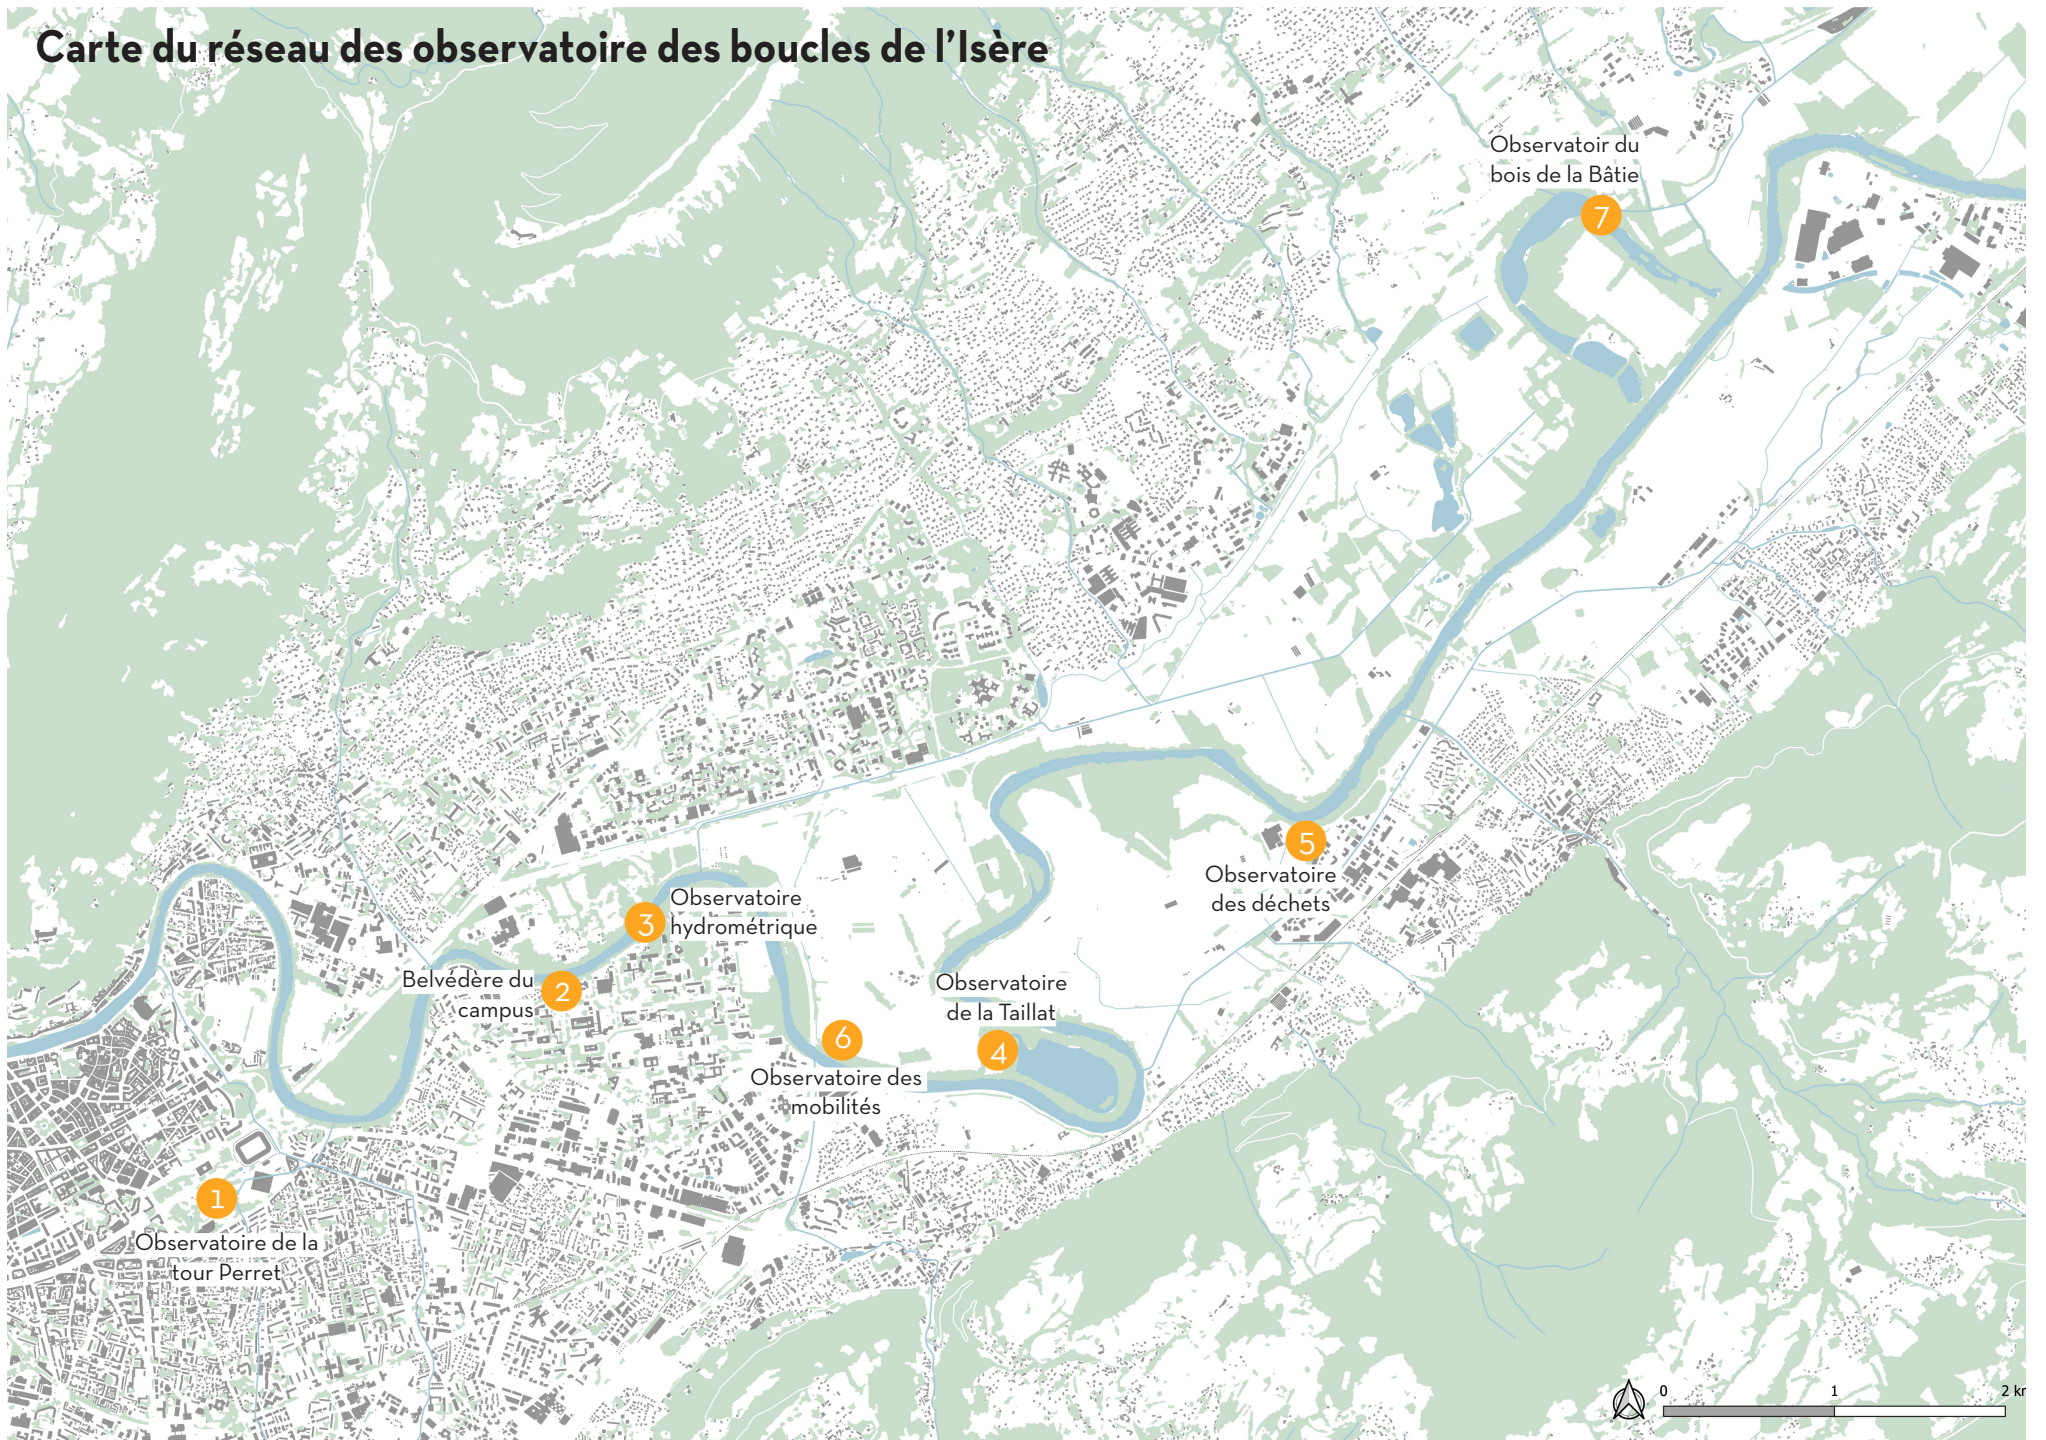 Carte du réseau des observatoire des boucles de l'Isère
Observatoir du
bois de la Bâtie
7
5
Observatoire
des déchets
3
Observatoire
hydrométrique
Belvédère du
campus
2
Observatoire
de la Taillat
4
6
Observatoire des
mobilités
1
Observatoire de la
tour Perret
0 1 2 kr